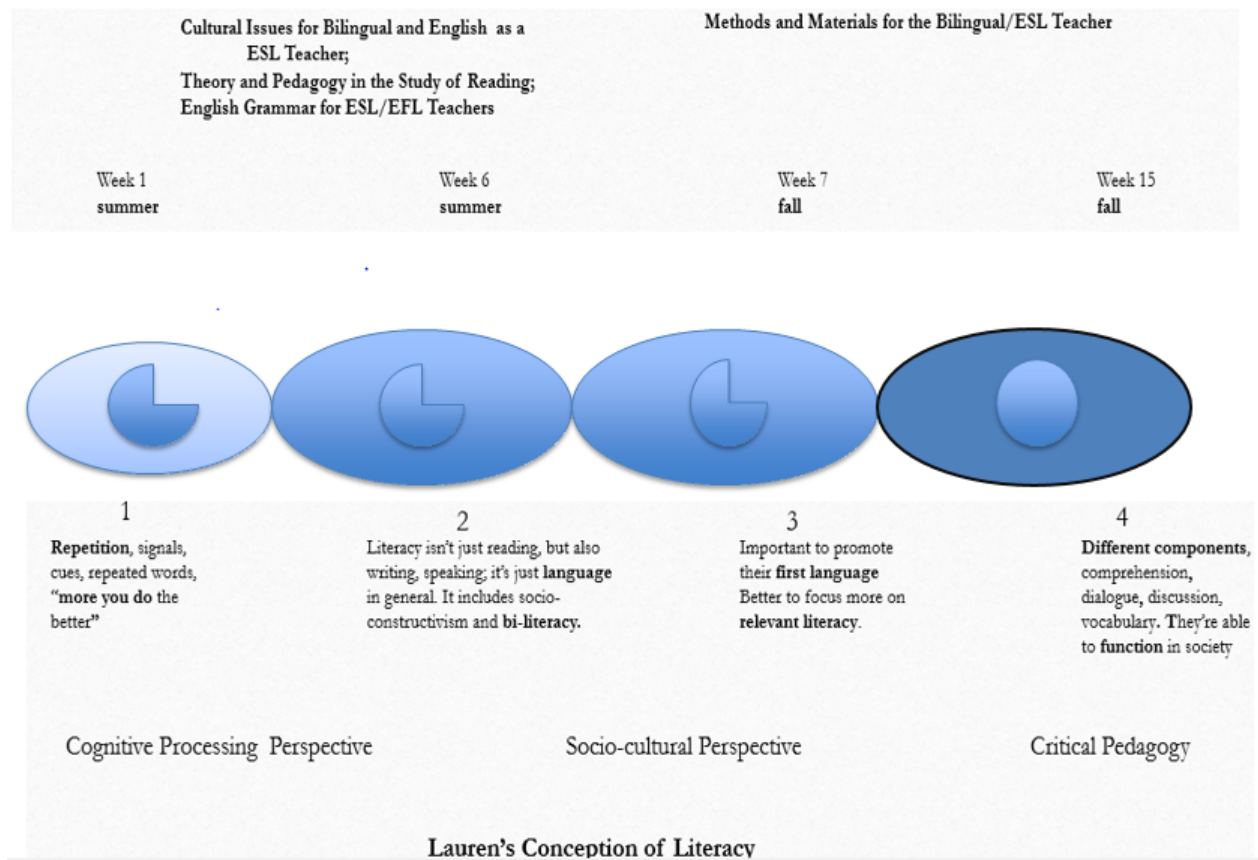 Cultural Issues for Bilingual and English as a
ESL Teacher;
Theory and Pedagogy in the Study of Reading;
English Grammar for ESL/EFL Teachers
Methods and Materials for the Bilingual/ESL Teacher
Week 1
summer
Week 6
summer
Week 7
fall
Week 15
fall
1
Repetition, signals,
cues, repeated words,
“more you do the
better”
2
Literacy isn’t just reading, but also
writing, speaking; it’s just language
in general. It includes socio-
constructivism and bi-literacy.
3
Important to promote
their first language
Better to focus more on
relevant literacy.
4
Different components,
comprehension,
dialogue, discussion,
vocabulary. They’re able
to function in society
Cognitive Processing Perspective
Socio-cultural Perspective
Critical Pedagogy
Lauren’s Conception of Literacy